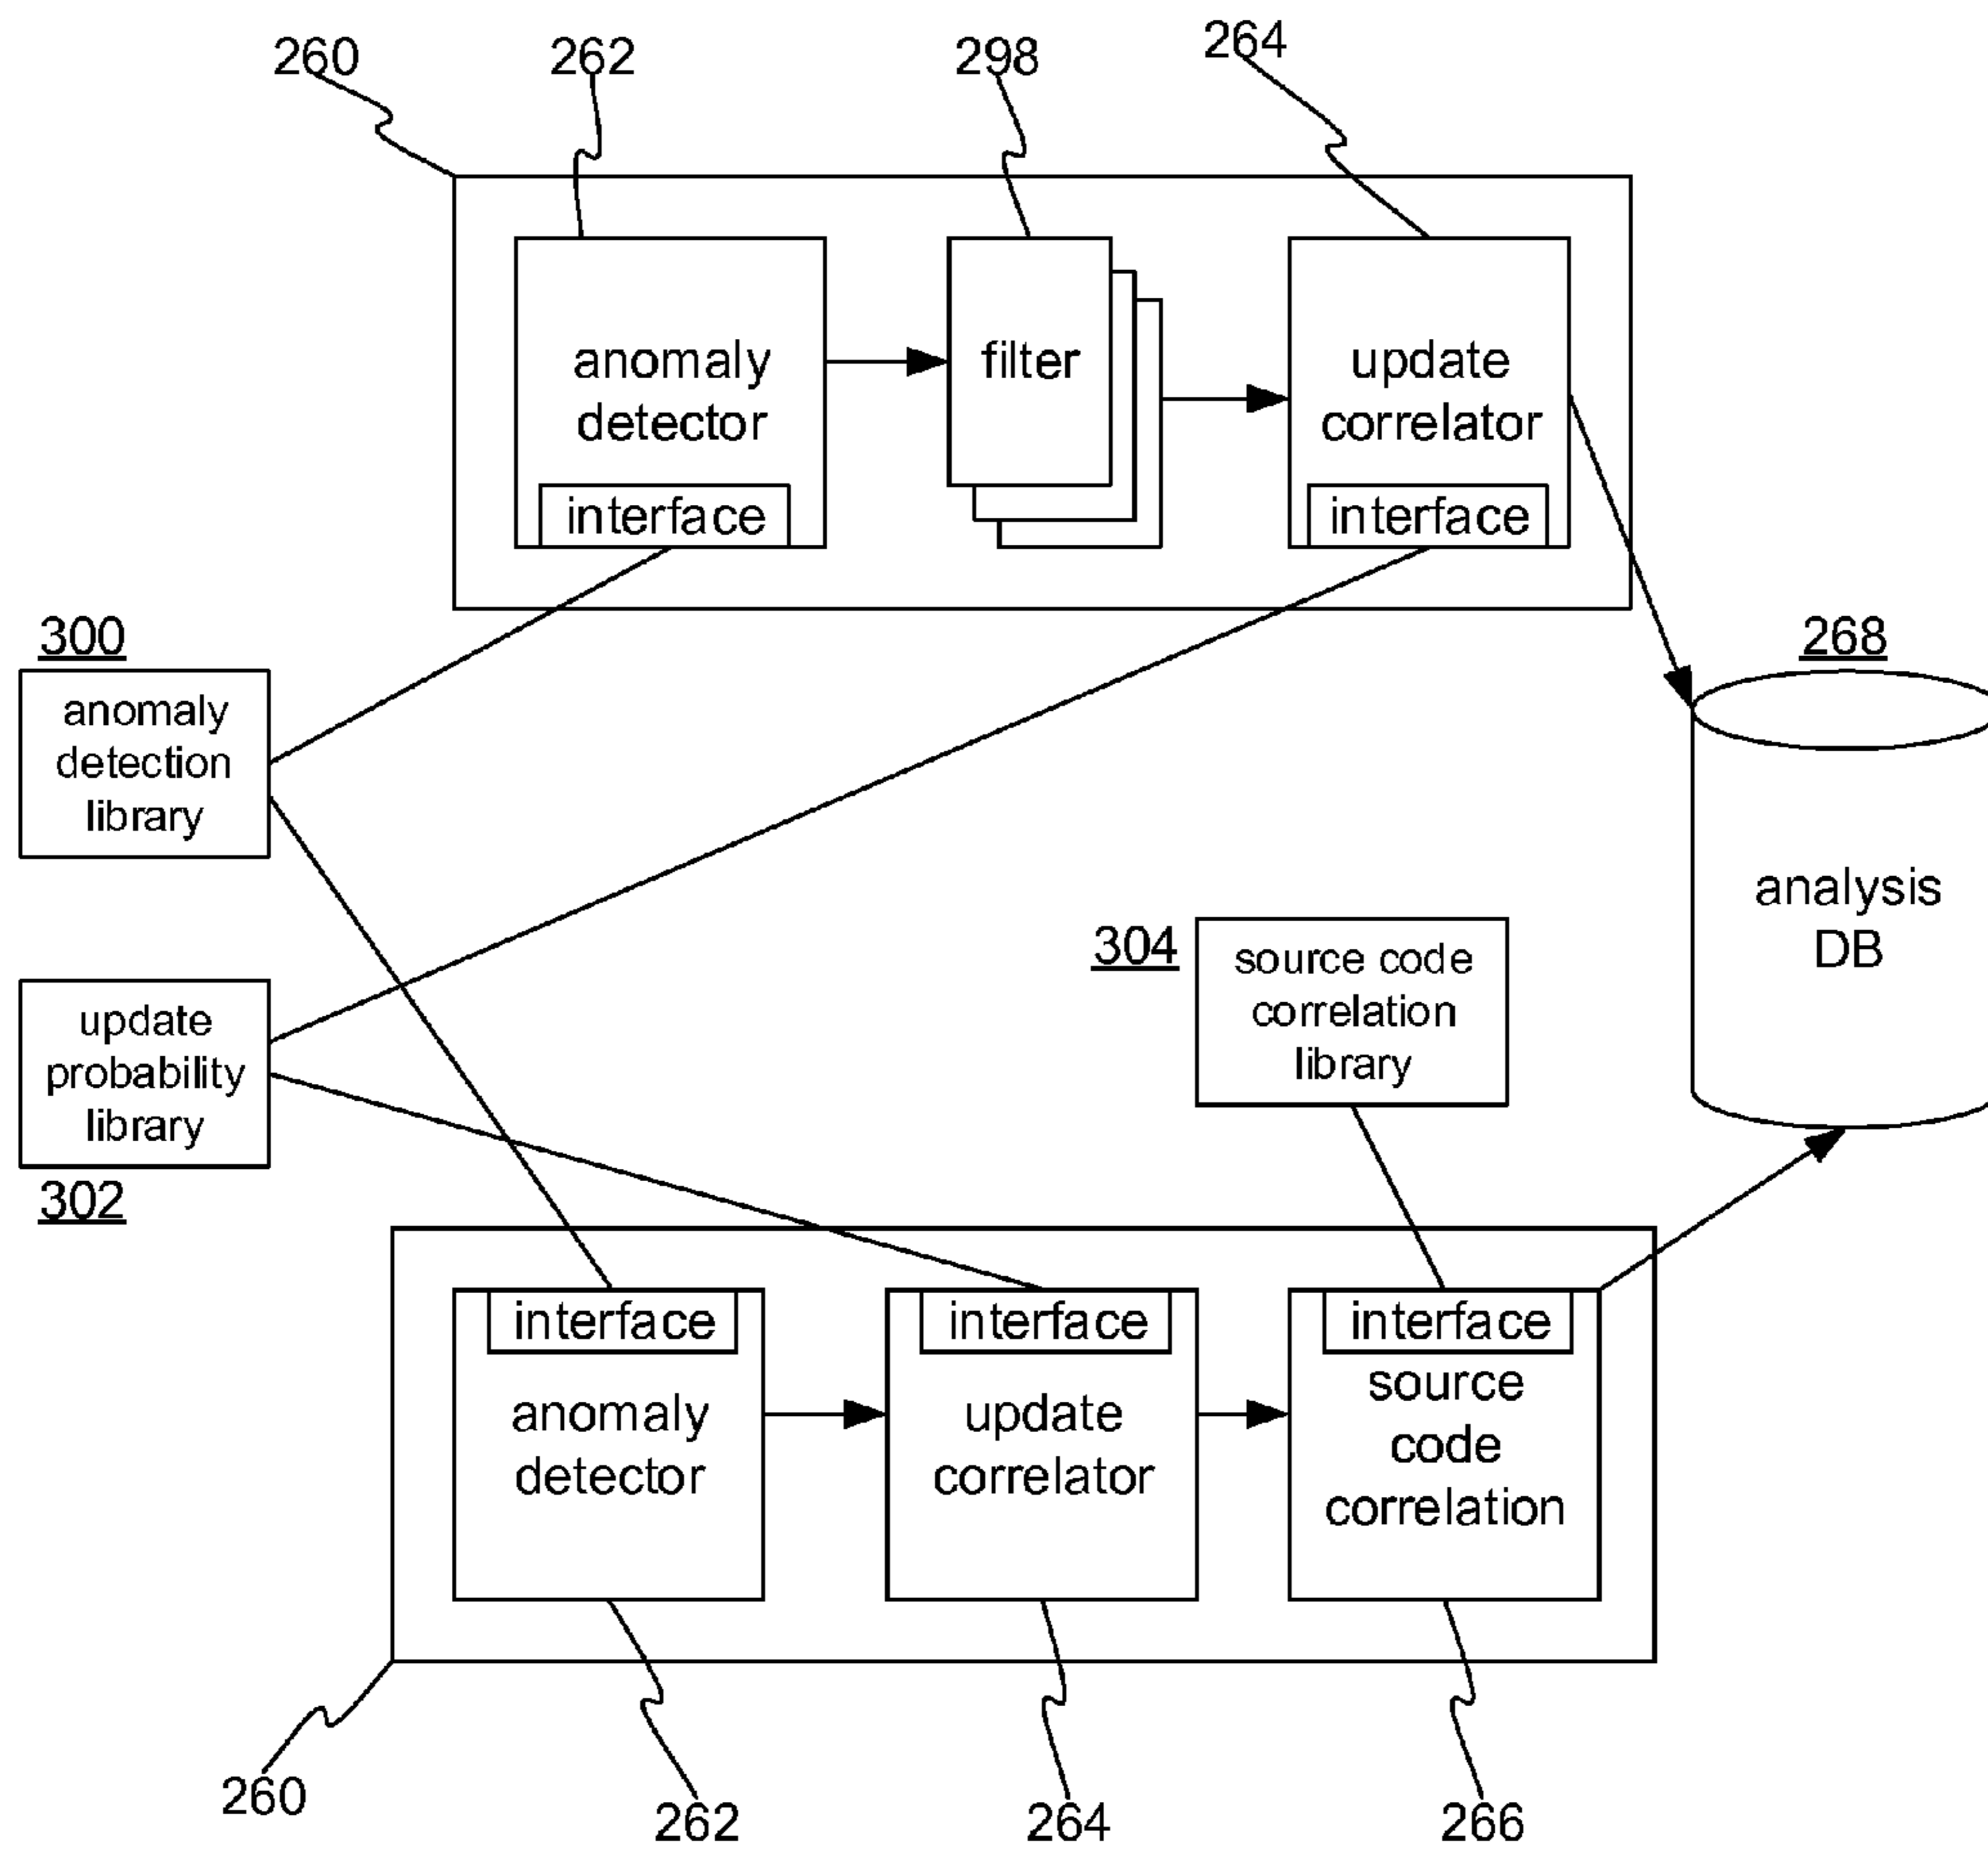 260
262
298
264
anomaly
detector
interface
filter
update
correlator
interface
300
anomaly
detection
library
268
analysis
DB
304
source code
correlation
library
update
probability
library
302
interface
anomaly
detector
interface
update
correlator
interface
source
code
correlation
260
262
264
266